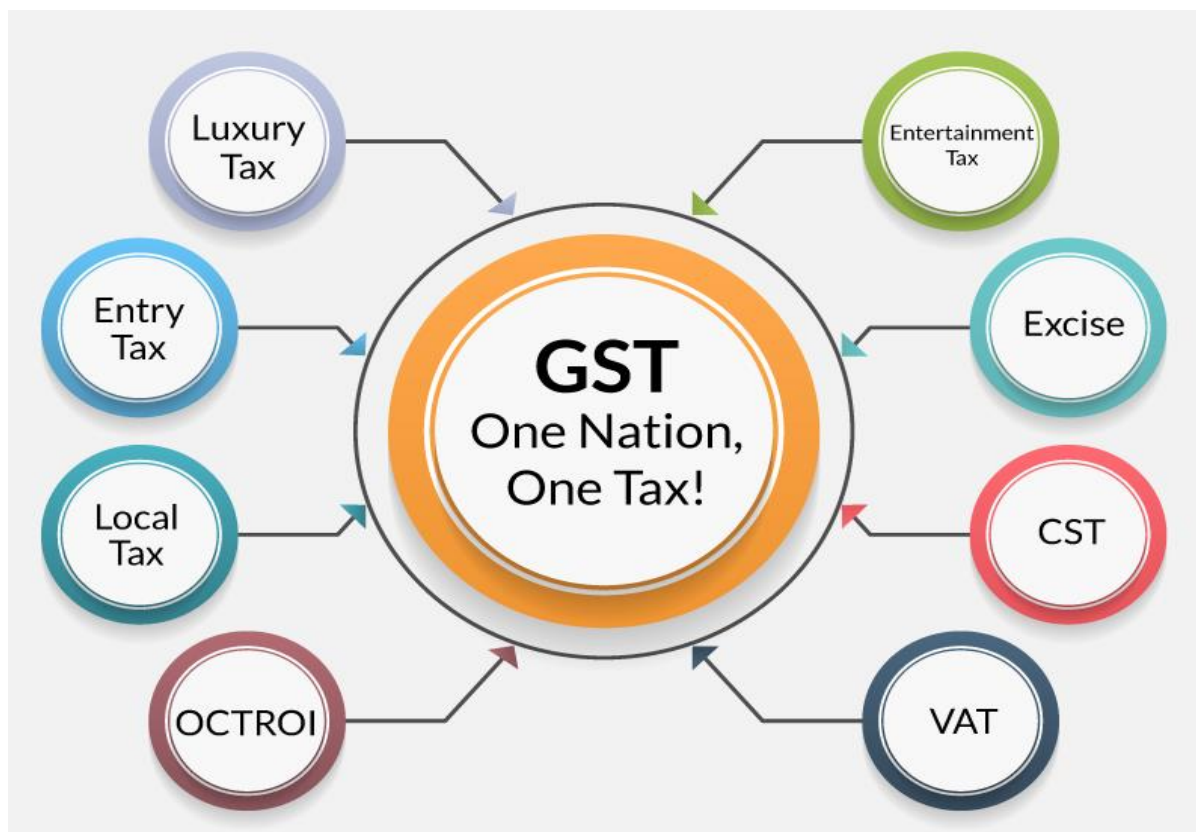 Luxury
Tax
Entertainment
Tax
Entry
Tax
Excise
GST
One Nation,
One Tax!
Local
Tax
CST
OCTROI
VAT